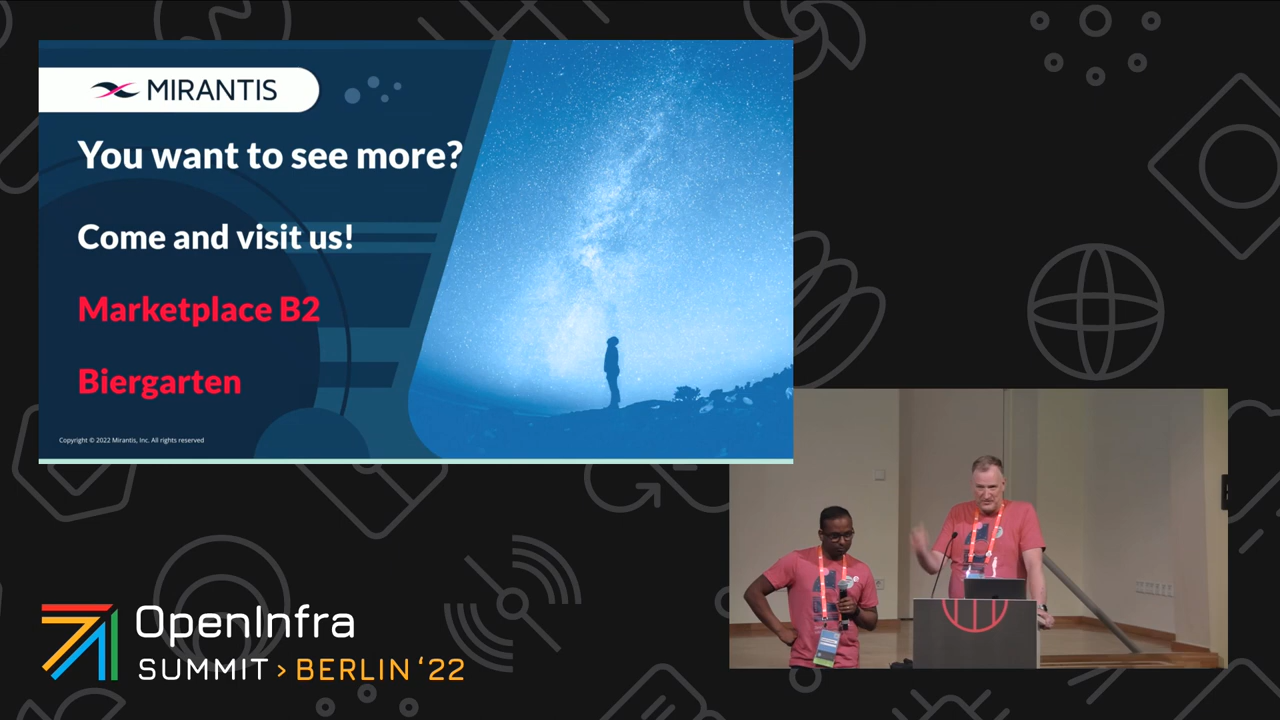 MIRANTIS
You want to see more?
Come and visit us!
Marketplace B2
Biergarten
Copyright © 2022 Mirantis, Inc. All rights reserved
OpenInfra
SUMMIT > BERLIN ‘22